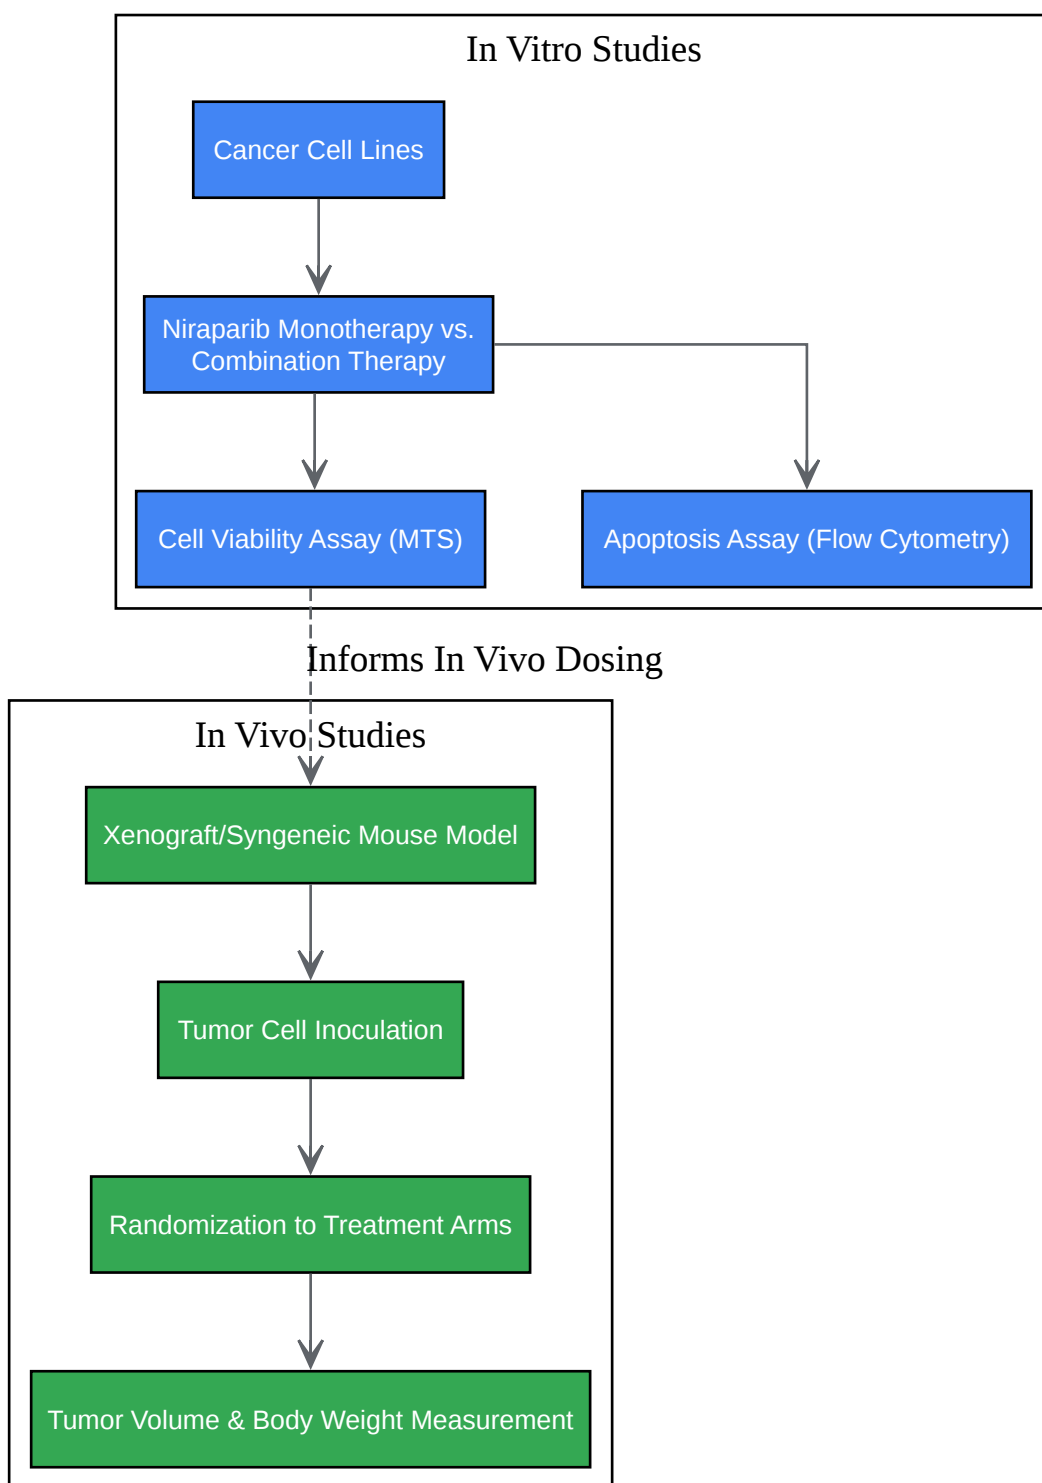 In Vitro Studies
Cancer Cell Lines
Niraparib Monotherapy vs.
Combination Therapy
Cell Viability Assay (MTS)
Apoptosis Assay (Flow Cytometry)
Informs In Vivo Dosing
In Vivo Studies
Xenograft/Syngeneic Mouse Model
Tumor Cell Inoculation
Randomization to Treatment Arms
Tumor Volume & Body Weight Measurement